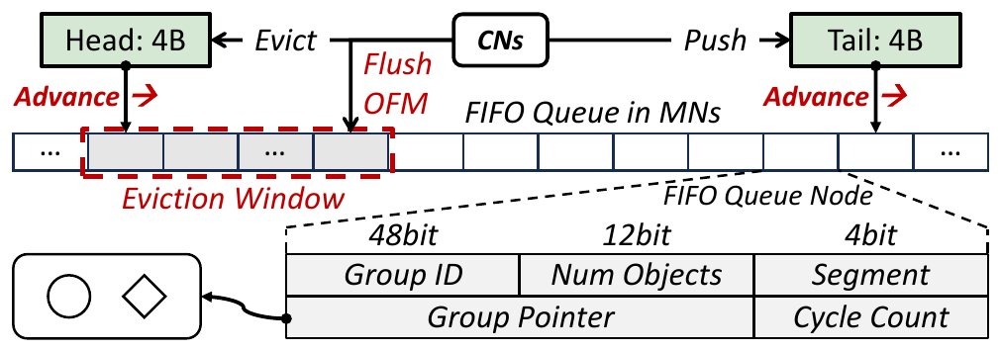 Head: 4B
Evict
CNs
Push
Tail: 4B
Advance →
Flush
OFM
Advance →
FIFO Queue in MNs
...
...
...
Eviction Window
FIFO Queue Node
48bit
12bit
4bit
Group ID
Num Objects
Segment
Group Pointer
Cycle Count